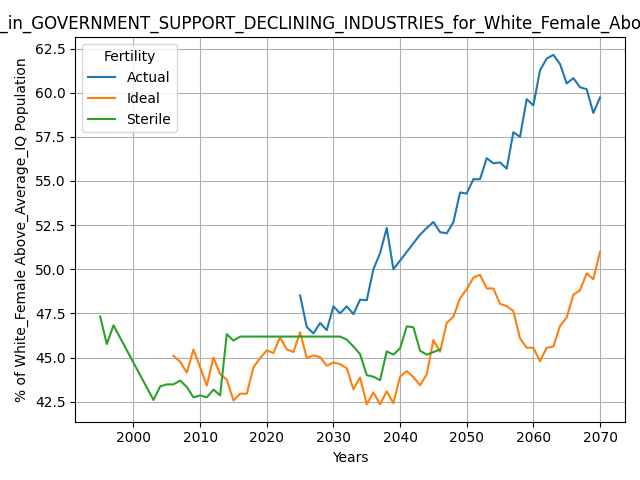 _in_GOVERNMENT_SUPPORT_DECLINING_INDUSTRIES_for_White_Female_Abo
% of White_Female Above_Average_IQ Population
62.5
60.0
57.5
55.0
52.5
50.0
47.5
45.0
42.5
Fertility
Actual
Ideal
Sterile
2000 2010 2020 2030 2040 2050 2060 2070
Years